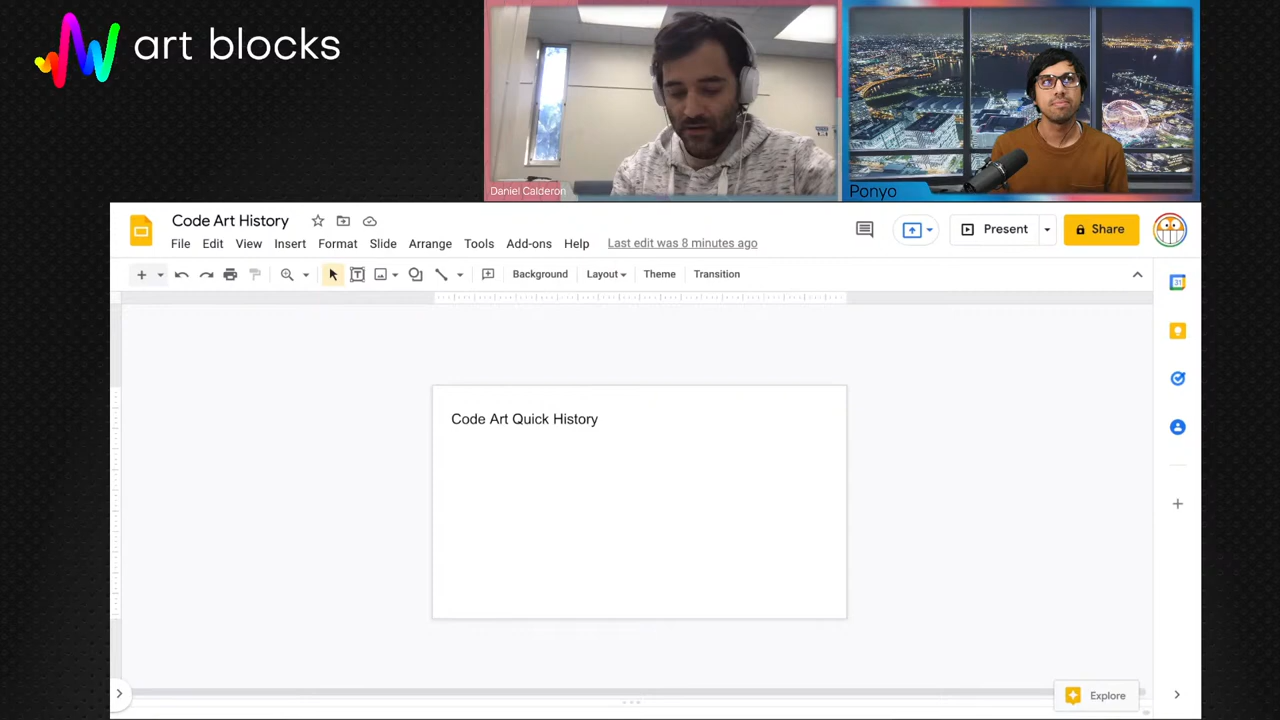 art blocks
Daniel Calderon
Ponyo
Code Art History
File Edit View Insert Format Slide Arrange Tools Add-ons Help Last edit was 8 minutes ago
Present
Share
Background Layout Theme Transition
31
Code Art Quick History
Explore